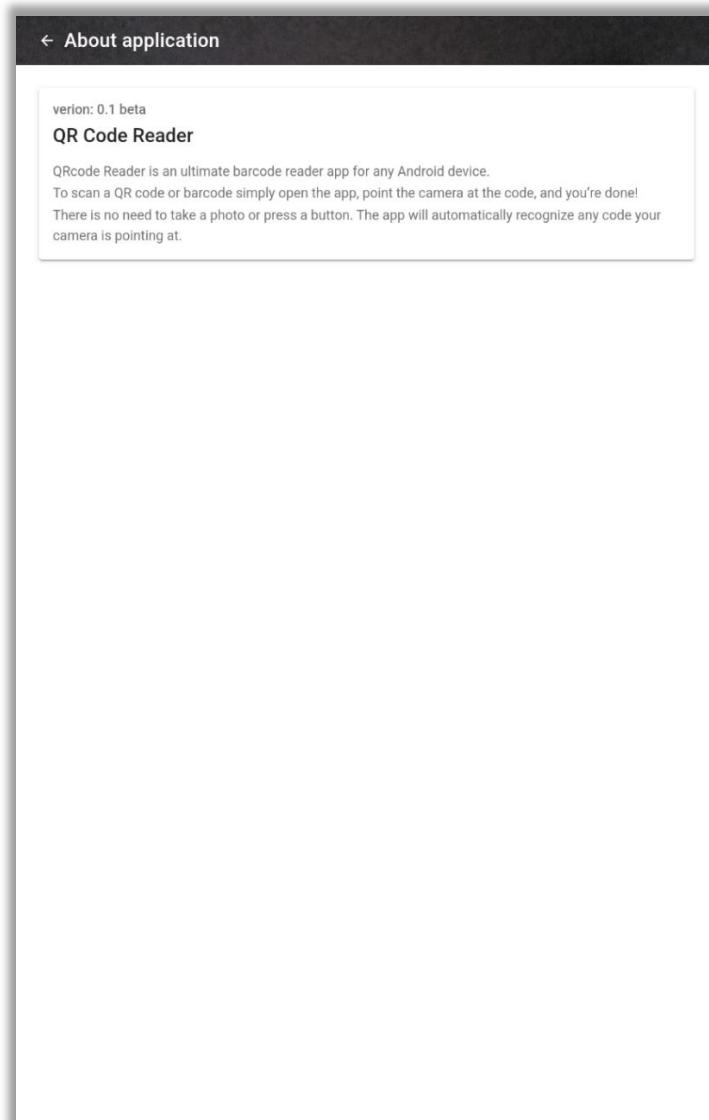 ← About application
verion: 0.1 beta
QR Code Reader
QRcode Reader is an ultimate barcode reader app for any Android device.
To scan a QR code or barcode simply open the app, point the camera at the code, and you’re done!
There is no need to take a photo or press a button. The app will automatically recognize any code your
camera is pointing at.